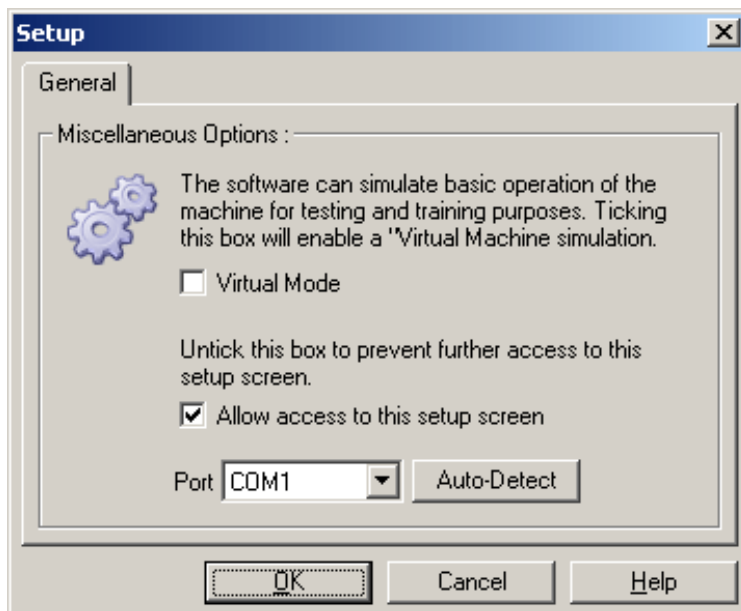 Setup
General
Miscellaneous Options :
The software can simulate basic operation of the
machine for testing and training purposes. Ticking
this box will enable a "Virtual Machine simulation.
Virtual Mode
Untick this box to prevent further access to this
setup screen.
Allow access to this setup screen
Port COM1 Auto-Detect
OK Cancel Help